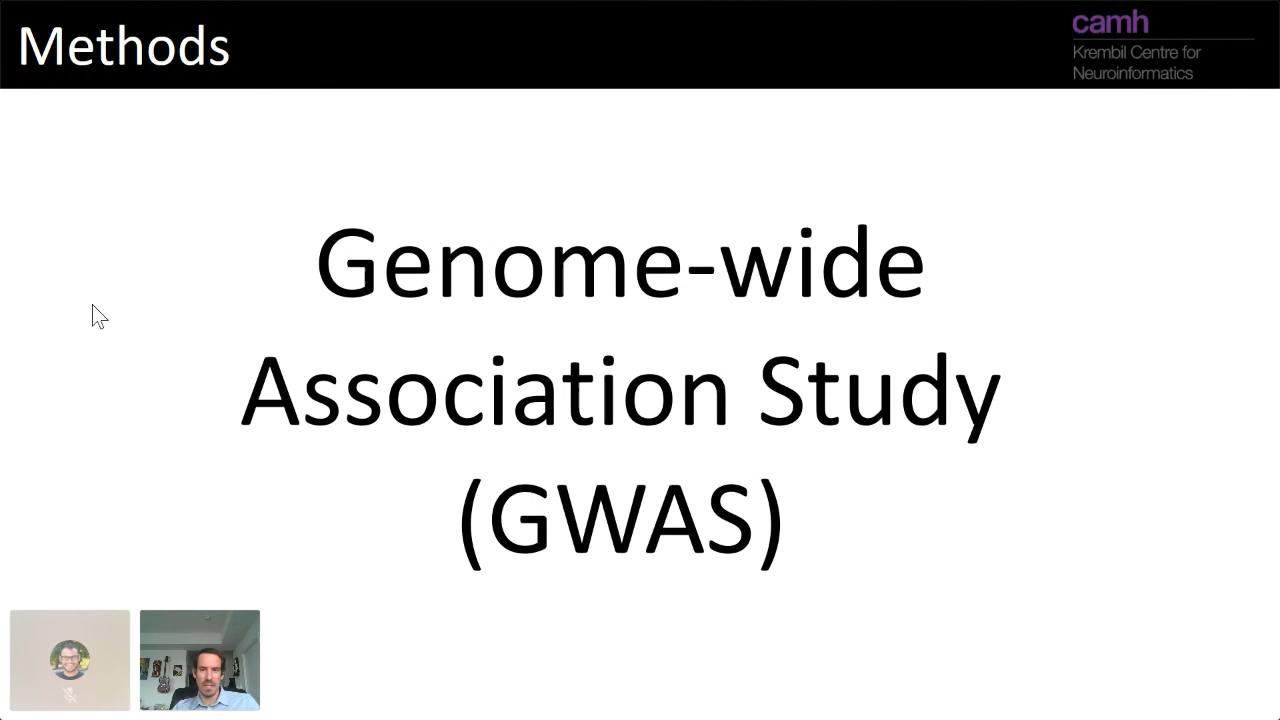 Methods
camh
Krembil Centre for
Neuroinformatics
Genome-wide
Association Study
(GWAS)